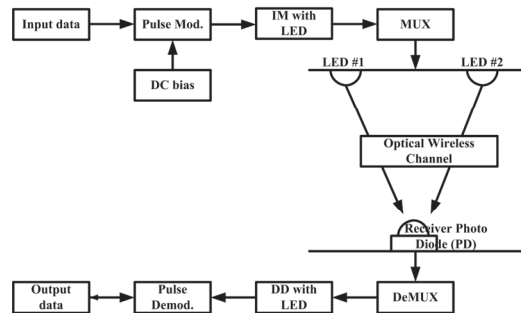 Input data
Pulse Mod.
IM with
LED
MUX
DC bias
LED #1
LED #2
Optical Wireless
Channel
Receiver Photo
Diode (PD)
Output
data
Pulse
Demod.
DD with
LED
DeMUX